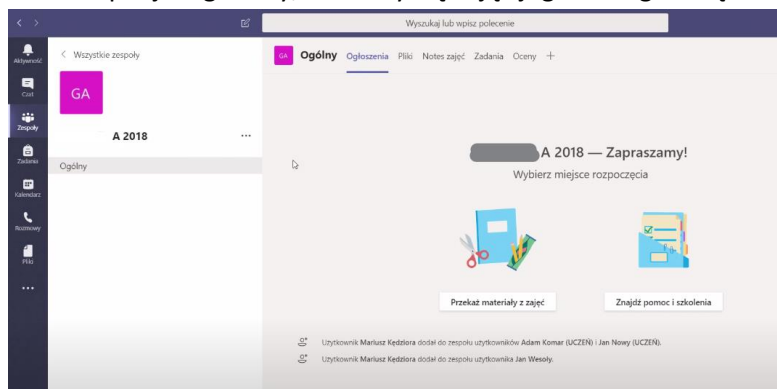 Wyszukaj lub wpisz polecenie
Aktywność
Czat
Zespoły
Zadania
Kalendarz
Rozmowy
Pliki
Wszystkie zespoły
GA
A 2018
Ogólny
GA Ogólny Ogłoszenia Pliki Notes zajęć Zadania Oceny
A 2018 — Zapraszamy!
Wybierz miejsce rozpoczęcia
Przekaż materiały z zajęć
Znajdź pomoc i szkolenia
Użytkownik Mariusz Kędziora dodał do zespołu użytkowników Adam Komar (UCZEŃ) i Jan Nowy (UCZEŃ).
Użytkownik Mariusz Kędziora dodał do zespołu użytkownika Jan Wesoły.